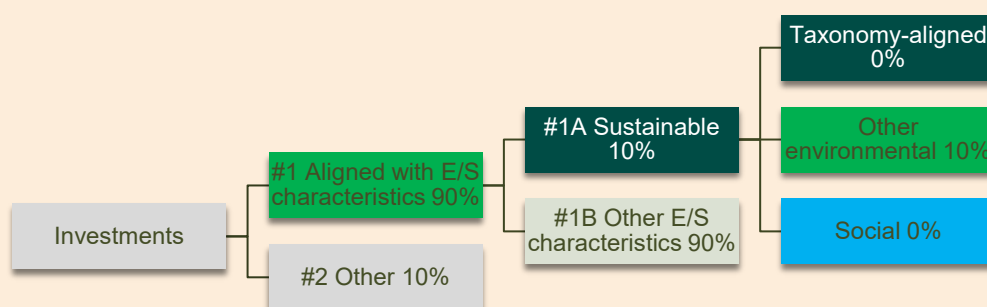 Investments
#1 Aligned with E/S
characteristics 90%
#2 Other 10%
#1A Sustainable
10%
#1B Other E/S
characteristics 90%
Taxonomy-aligned
0%
Other
environmental 10%
Social 0%